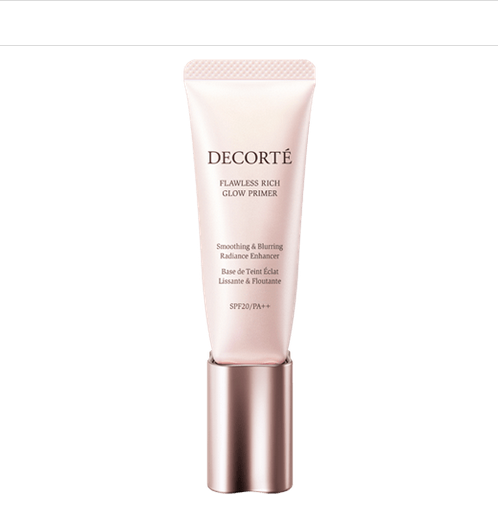 DECORTÉ
FLAWLESS RICH
GLOW PRIMER
Smoothing & Blurring
Radiance Enhancer
Base de Teint Éclat
Lissante & Floutante
SPF20/PA++